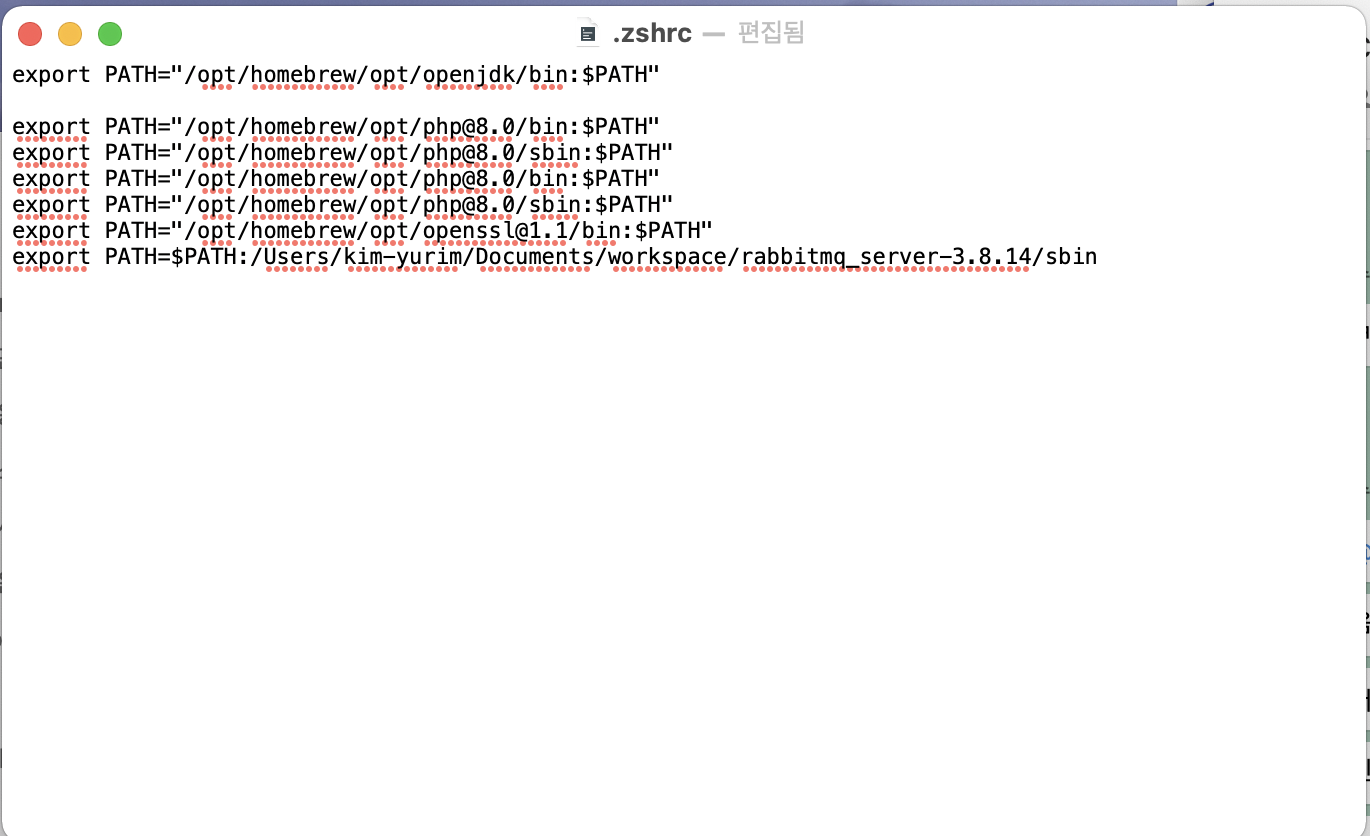 .zshrc — 편집됨
export PATH="/opt/homebrew/opt/openjdk/bin:$PATH"
export PATH="/opt/homebrew/opt/php@8.0/bin:$PATH"
export PATH="/opt/homebrew/opt/php@8.0/sbin:$PATH"
export PATH="/opt/homebrew/opt/php@8.0/bin:$PATH"
export PATH="/opt/homebrew/opt/php@8.0/sbin:$PATH"
export PATH="/opt/homebrew/opt/openssl@1.1/bin:$PATH"
export PATH=$PATH:/Users/kim-yurim/Documents/workspace/rabbitmq_server-3.8.14/sbin